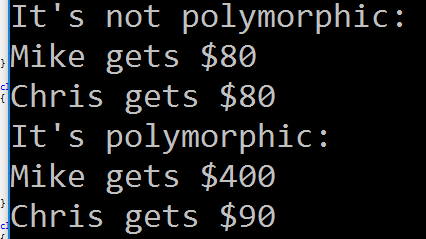 It's not polymorphic:
Mike gets $80
Chris gets $80
It's polymorphic:
Mike gets $400
Chris gets $90